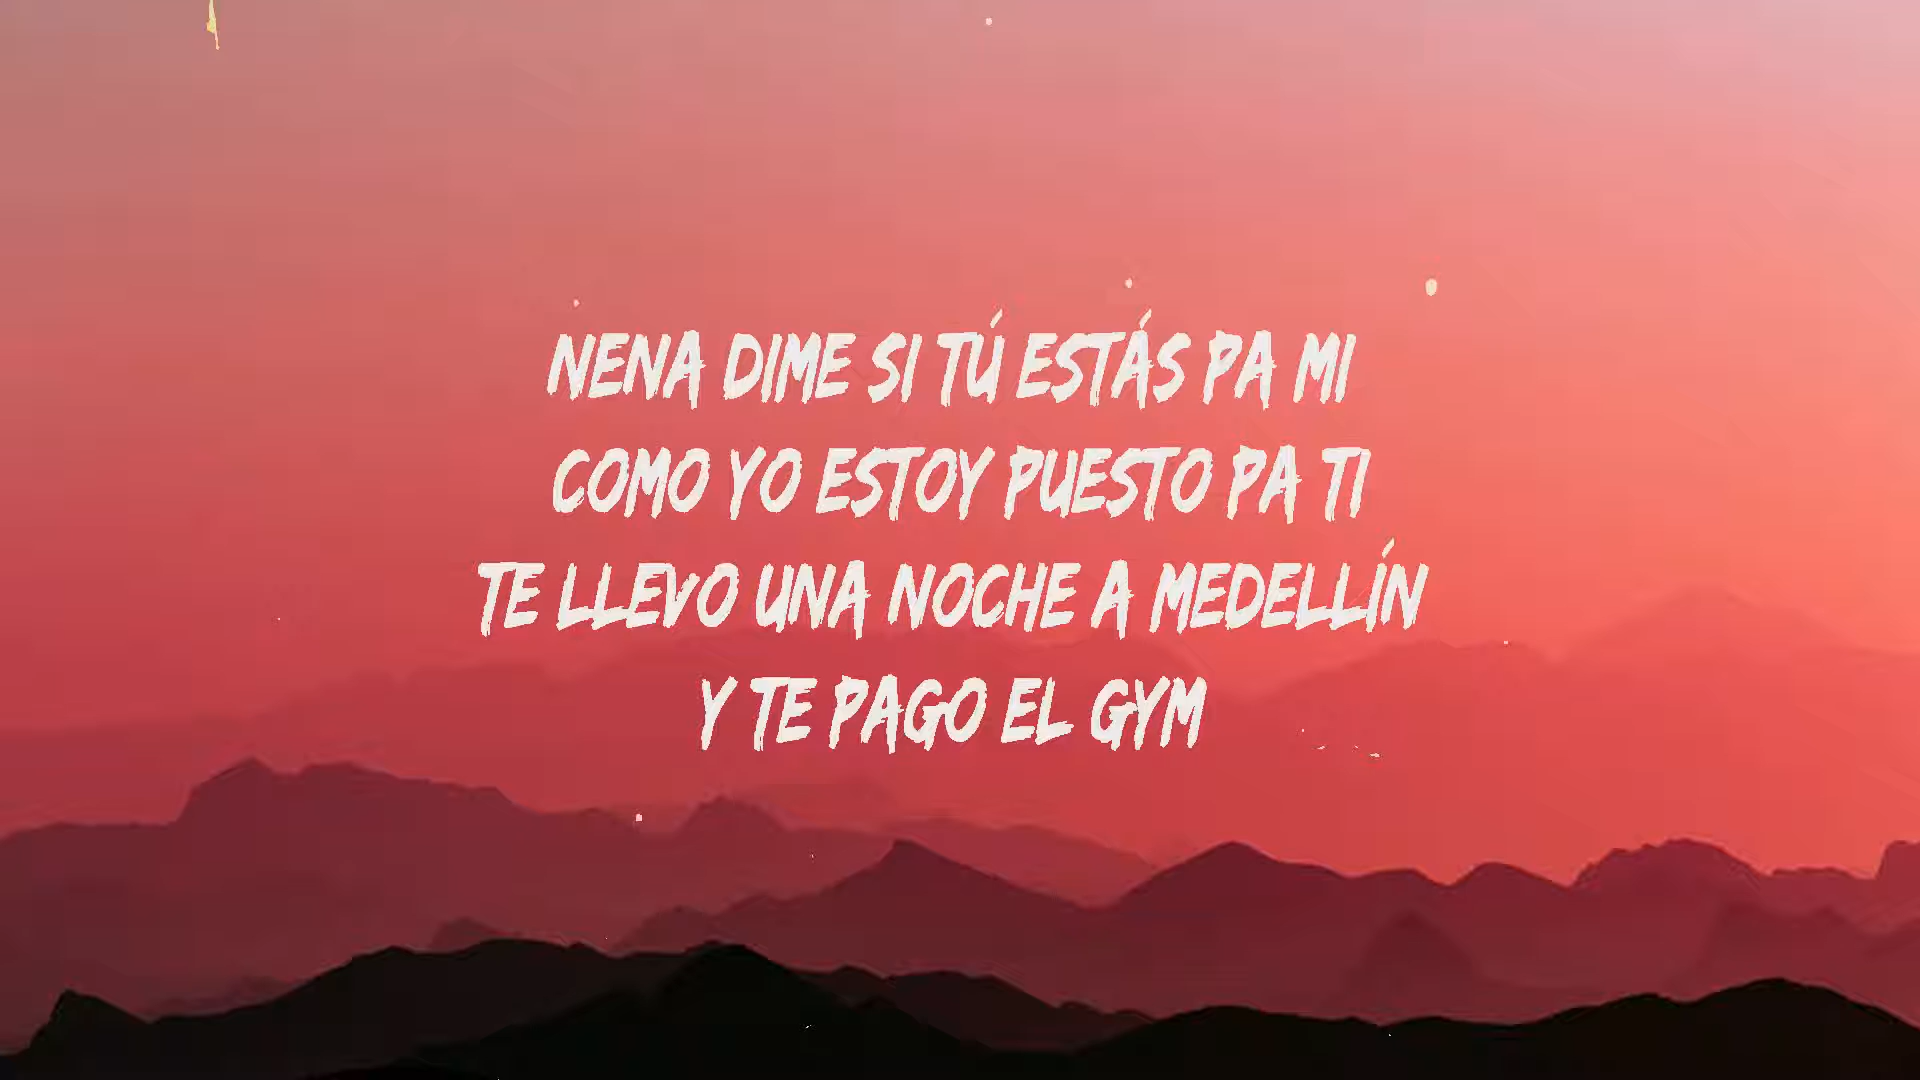 NENA DIME SI TÚ ESTÁS PA MI
COMO YO ESTOY PUESTO PA TI
TE LLEVO UNA NOCHE A MEDELLÍN
Y TE PAGO EL GYM